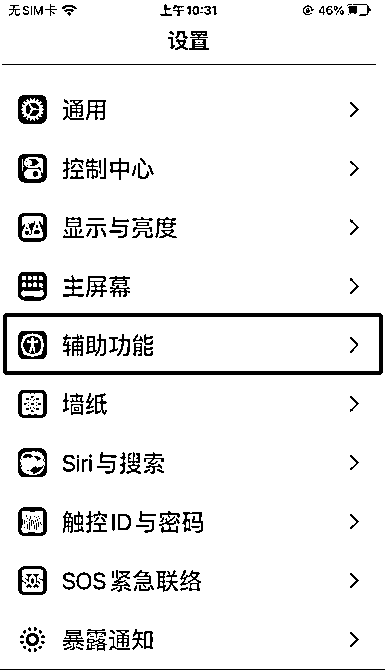 无SIM卡 上午10:31 46%
设置
通用
控制中心
显示与亮度
主屏幕
辅助功能
墙纸
Siri与搜索
触控ID与密码
SOS紧急联络
暴露通知